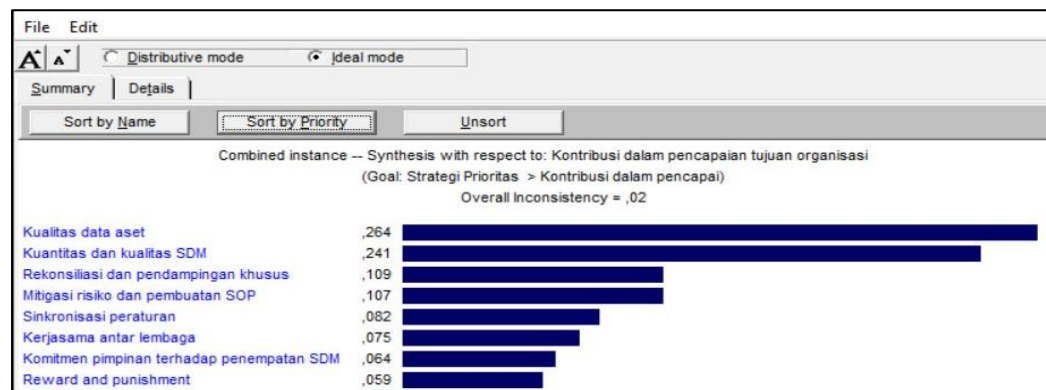 File Edit
A A Distributive mode Ideal mode
Summary Details
Sort by Name Sort by Priority Unsort
Combined instance -- Synthesis with respect to: Kontribusi dalam pencapaian tujuan organisasi
(Goal: Strategi Prioritas > Kontribusi dalam pencapai)
Overall Inconsistency = ,02
Kualitas data aset ,264
Kuantitas dan kualitas SDM ,241
Rekonsiliasi dan pendampingan khusus ,109
Mitigasi risiko dan pembuatan SOP ,107
Sinkronisasi peraturan ,082
Kerjasama antar lembaga ,075
Komitmen pimpinan terhadap penempatan SDM ,064
Reward and punishment ,059